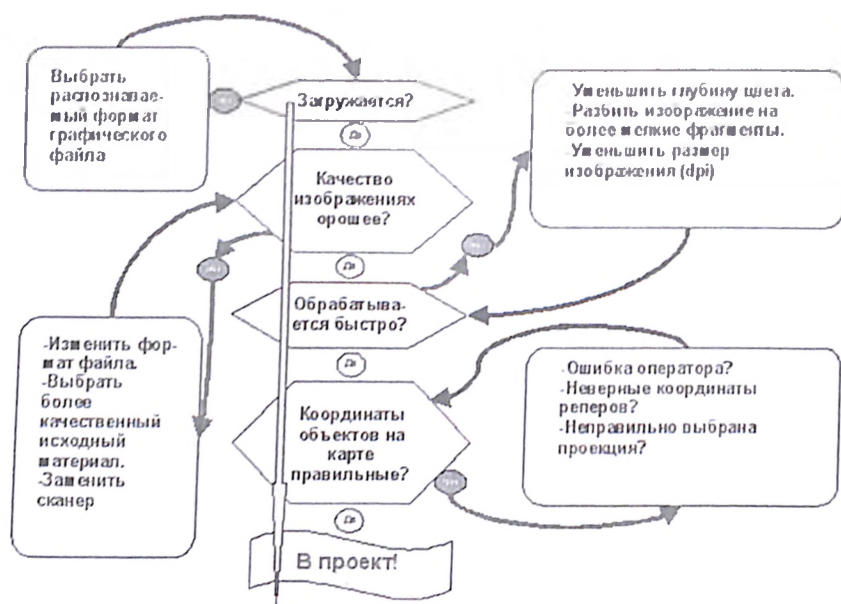 Выбрать
распознавае-
мый формат
графического
файла
Загружается?
Да
Уменьшить глубину цвета.
-Разбить изображение на
более мелкие фрагменты.
-Уменьшить размер
изображения (dpi)
Качество
изображениях
орошее?
Да
Обрабатыва-
ется быстро?
Да
-Изменить фор-
мат файла.
-Выбрать
более
качественный
исходный
материал.
-Заменить
сканер
Координаты
объектов на
карте
правильные?
-Ошибка оператора?
-Неверные координаты
реперов?
-Неправильно выбрана
проекция?
Да
В проект!